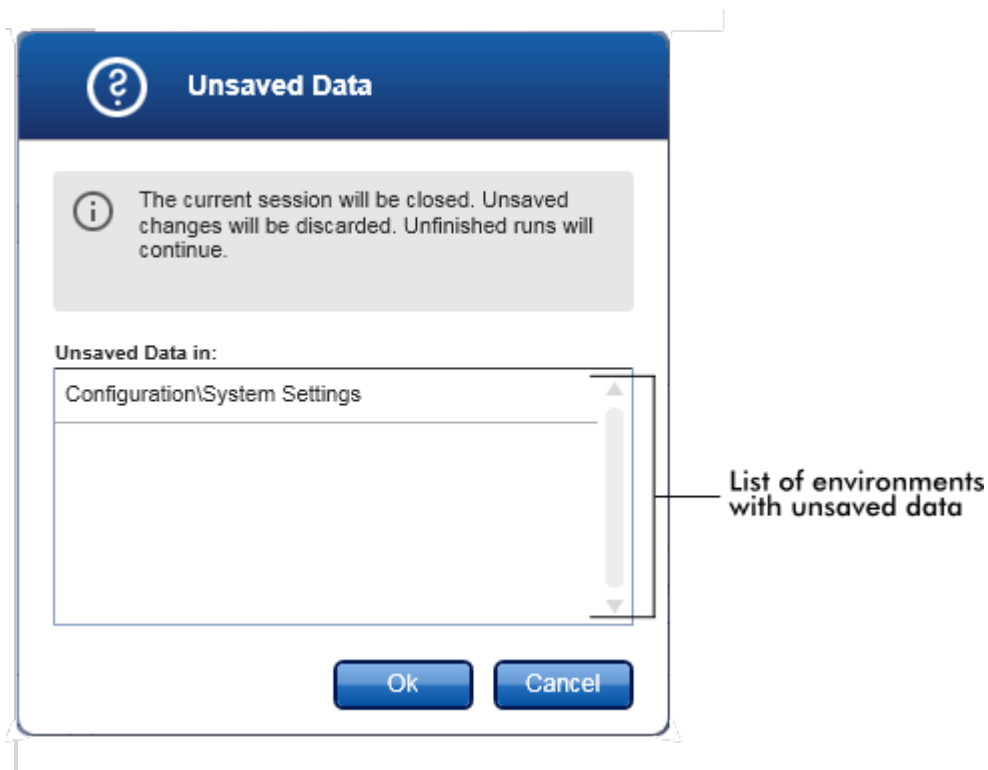 Unsaved Data
The current session will be closed. Unsaved
changes will be discarded. Unfinished runs will
continue.
Unsaved Data in:
Configuration\System Settings
List of environments
with unsaved data
Ok
Cancel